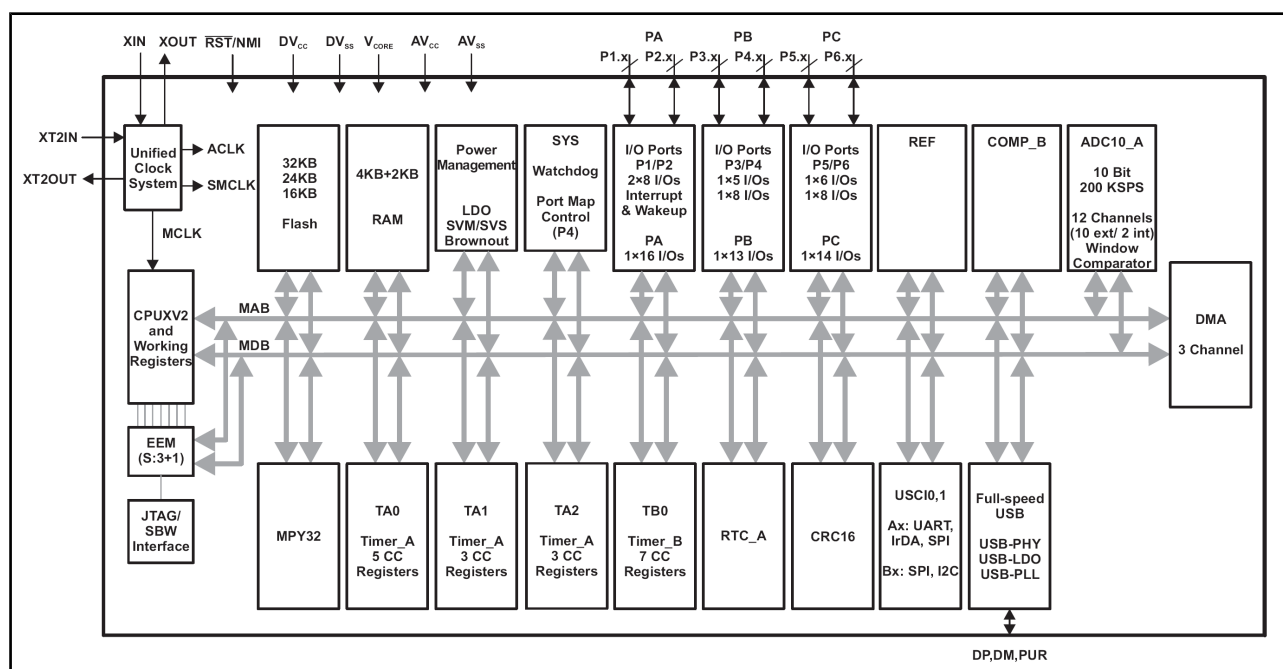 XIN
XOUT
RST/NMI
DVCC
DVSS
VCORE
AVCC
AVSS
PA
P1.x
P2.x
PB
P3.x
P4.x
PC
P5.x
P6.x
XT2IN
XT2OUT
Unified
Clock
System
ACLK
SMCLK
MCLK
32KB
24KB
16KB
Flash
4KB+2KB
RAM
Power
Management
LDO
SVM/SVS
Brownout
SYS
Watchdog
Port Map
Control
(P4)
I/O Ports
P1/P2
2×8 I/Os
Interrupt
& Wakeup
PA
1×16 I/Os
I/O Ports
P3/P4
1×5 I/Os
1×8 I/Os
PB
1×13 I/Os
I/O Ports
P5/P6
1×6 I/Os
1×8 I/Os
PC
1×14 I/Os
REF
COMP_B
ADC10_A
10 Bit
200 KSPS
12 Channels
(10 ext/ 2 int)
Window
Comparator
CPUXV2
and
Working
Registers
MAB
MDB
DMA
3 Channel
EEM
(S:3+1)
JTAG/
SBW
Interface
MPY32
TA0
Timer_A
5 CC
Registers
TA1
Timer_A
3 CC
Registers
TA2
Timer_A
3 CC
Registers
TB0
Timer_B
7 CC
Registers
RTC_A
CRC16
USCI0,1
Ax: UART,
IrDA, SPI
Bx: SPI, I2C
Full-speed
USB
USB-PHY
USB-LDO
USB-PLL
DP,DM,PUR